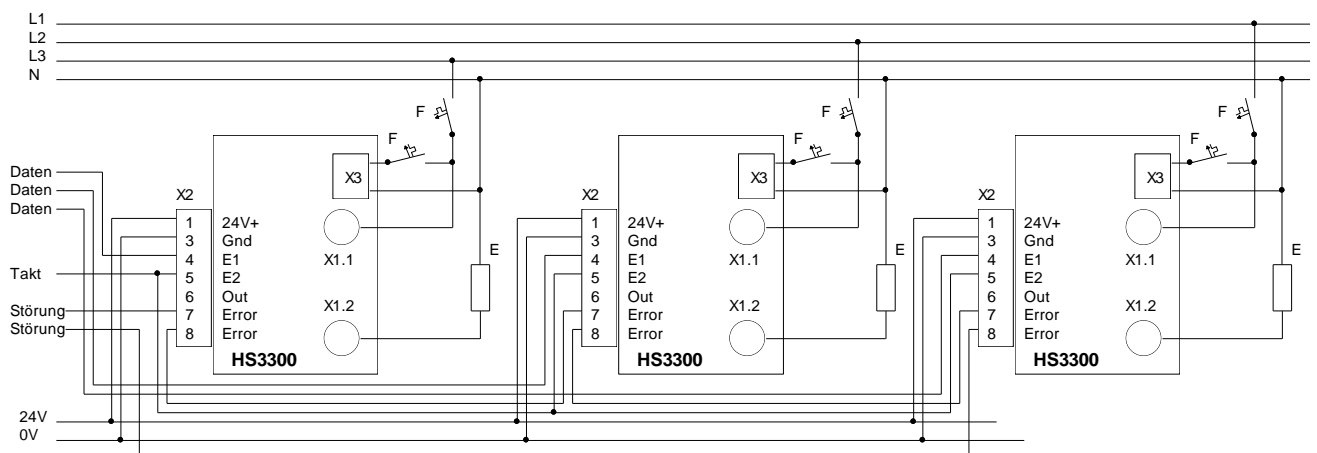 L1
L2
L3
N
F
F
F
F
F
F
Daten
Daten
Daten
Takt
Störung
Störung
24V
0V
X2
1 24V+
3 Gnd
4 E1
5 E2
6 Out
7 Error
8 Error
X3
X1.1
X1.2
HS3300
E
X2
1 24V+
3 Gnd
4 E1
5 E2
6 Out
7 Error
8 Error
X3
X1.1
X1.2
HS3300
E
X2
1 24V+
3 Gnd
4 E1
5 E2
6 Out
7 Error
8 Error
X3
X1.1
X1.2
HS3300
E